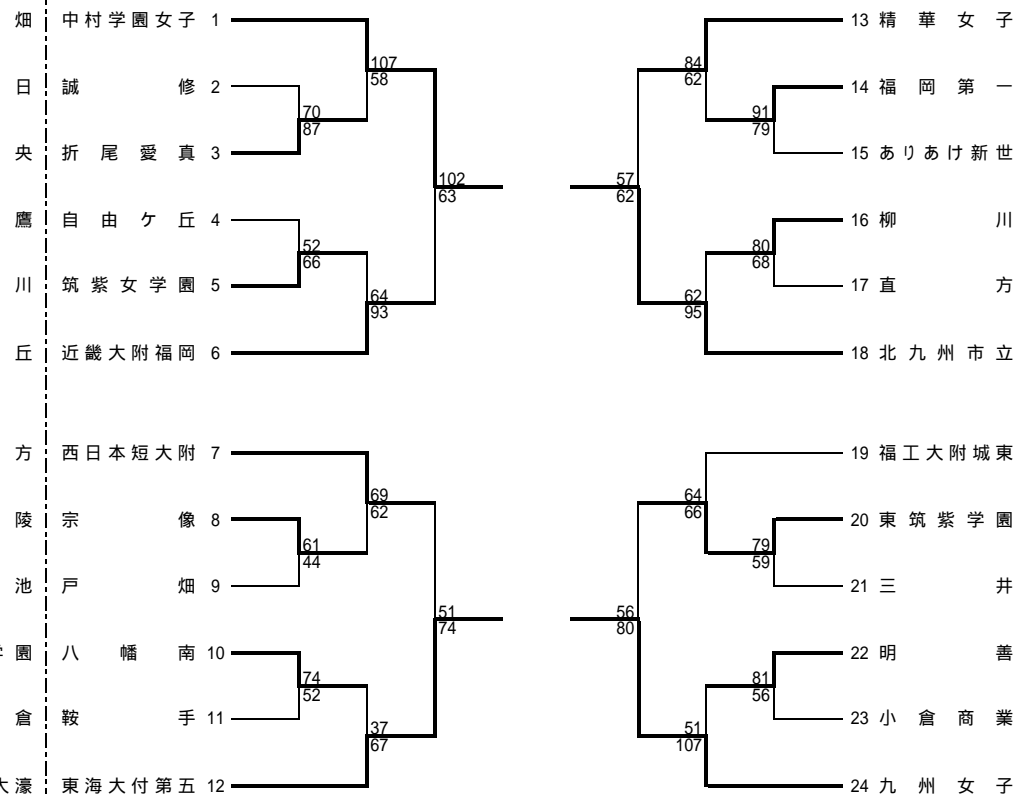 畑 中村学園女子 1
107
58
日 誠修 2
70
87
央 折尾愛真 3
102
63
鷹 自由ケ丘 4
52
66
川 筑紫女学園 5
64
93
丘 近畿大附福岡 6
方 西日本短大附 7
69
62
陵 宗像 8
61
44
池 戸畑 9
51
74
園 八幡南 10
74
52
倉 鞍手 11
37
67
大濠 東海大付第五 12
13 精華女子
84
62
14 福岡第一
91
79
15 ありあけ新世
57
62
16 柳川
80
68
17 直方
62
95
18 北九州市立
19 福工大附城東
64
66
20 東筑紫学園
79
59
21 三井
56
80
22 明善
81
56
23 小倉商業
51
107
24 九州女子